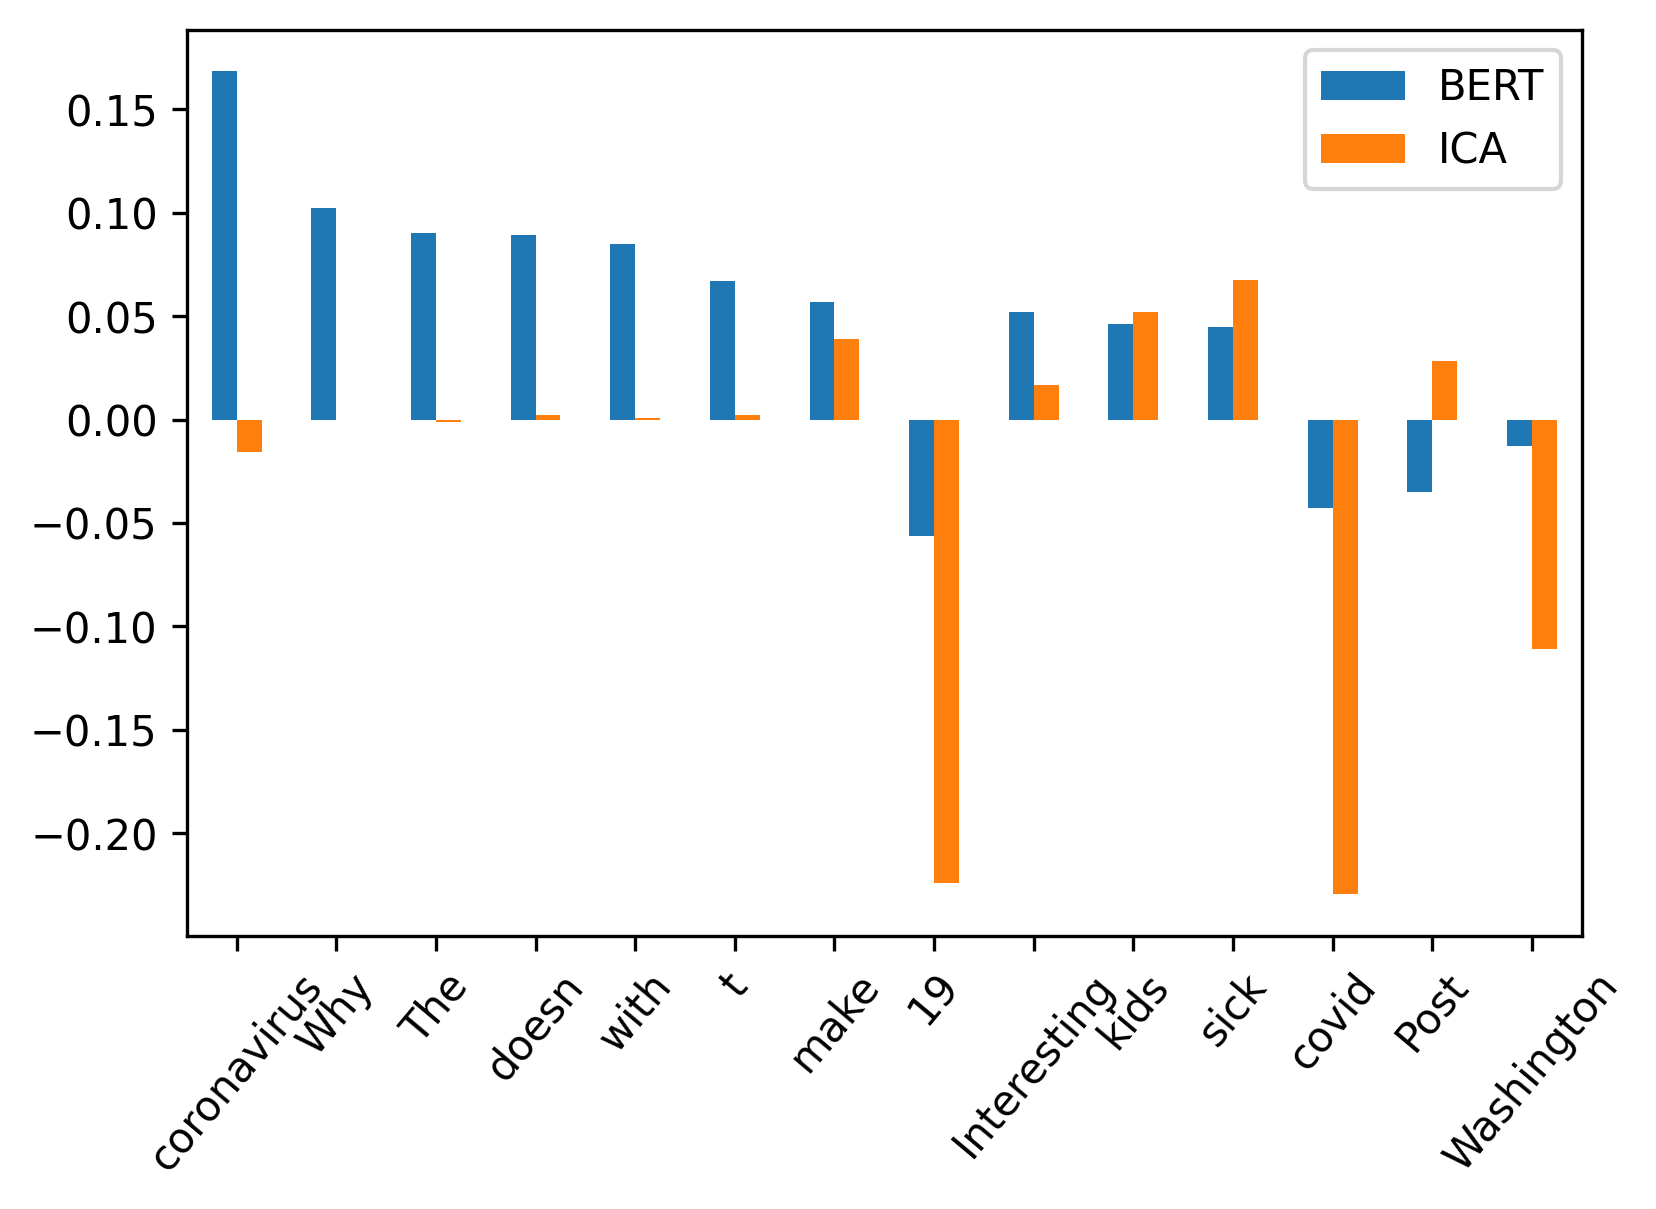 BERT
ICA
0.15
0.10
0.05
0.00
−0.05
−0.10
−0.15
−0.20
coronavirus
Why
The
doesn
with
t
make
19
Interesting
kids
sick
covid
Post
Washington